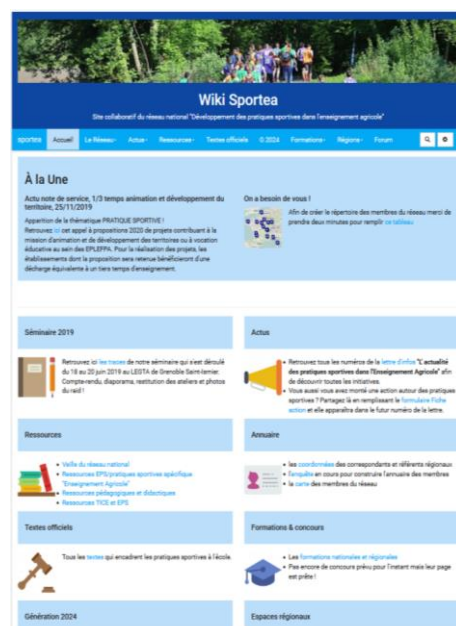 Wiki Sportea
Site collaboratif du réseau national "Développement des pratiques sportives dans l'enseignement agricole"
sportea Accueil Le Réseau Actus Ressources Textes officiels G 2024 Formations Régions Forum
À la Une
Actu note de service, 1/3 temps animation et développement du
territoire, 25/11/2019
Apparition de la thématique PRATIQUE SPORTIVE !
Retrouvez ici cet appel à propositions 2020 de projets contribuant à la
mission d'animation et de développement des territoires ou à vocation
éducative au sein des EPLEFPA. Pour la réalisation des projets, les
établissements dont la proposition sera retenue bénéficieront d'une
décharge équivalente à un tiers temps d'enseignement.
On a besoin de vous !
Afin de créer le répertoire des membres du réseau merci de
prendre deux minutes pour remplir ce tableau
Séminaire 2019
Retrouvez ici les traces de notre séminaire qui s'est déroulé
du 18 au 20 juin 2019 au LEGTA de Grenoble Saint-Ismier.
Compte-rendu, diaporama, restitution des ateliers et photos
du raid !
Actus
Retrouvez tous les numéros de la lettre d'infos "L'actualité
des pratiques sportives dans l'Enseignement Agricole" afin
de découvrir toutes les initiatives.
Vous aussi vous avez monté une action autour des pratiques
sportives ? Partagez là en remplissant le formulaire Fiche
action et elle apparaîtra dans le futur numéro de la lettre.
Ressources
Veille du réseau national
Ressources EPS/pratiques sportives spécifique
"Enseignement Agricole"
Ressources pédagogiques et didactiques
Ressources TICE et EPS
Annuaire
les coordonnées des correspondants et référents régionaux
l'enquête en cours pour construire l'annuaire des membres
la carte des membres du réseau
Textes officiels
Tous les textes qui encadrent les pratiques sportives à l'école.
Formations & concours
Les formations nationales et régionales
Pas encore de concours prévu pour l'instant mais leur page
est prête !
Génération 2024
Espaces régionaux